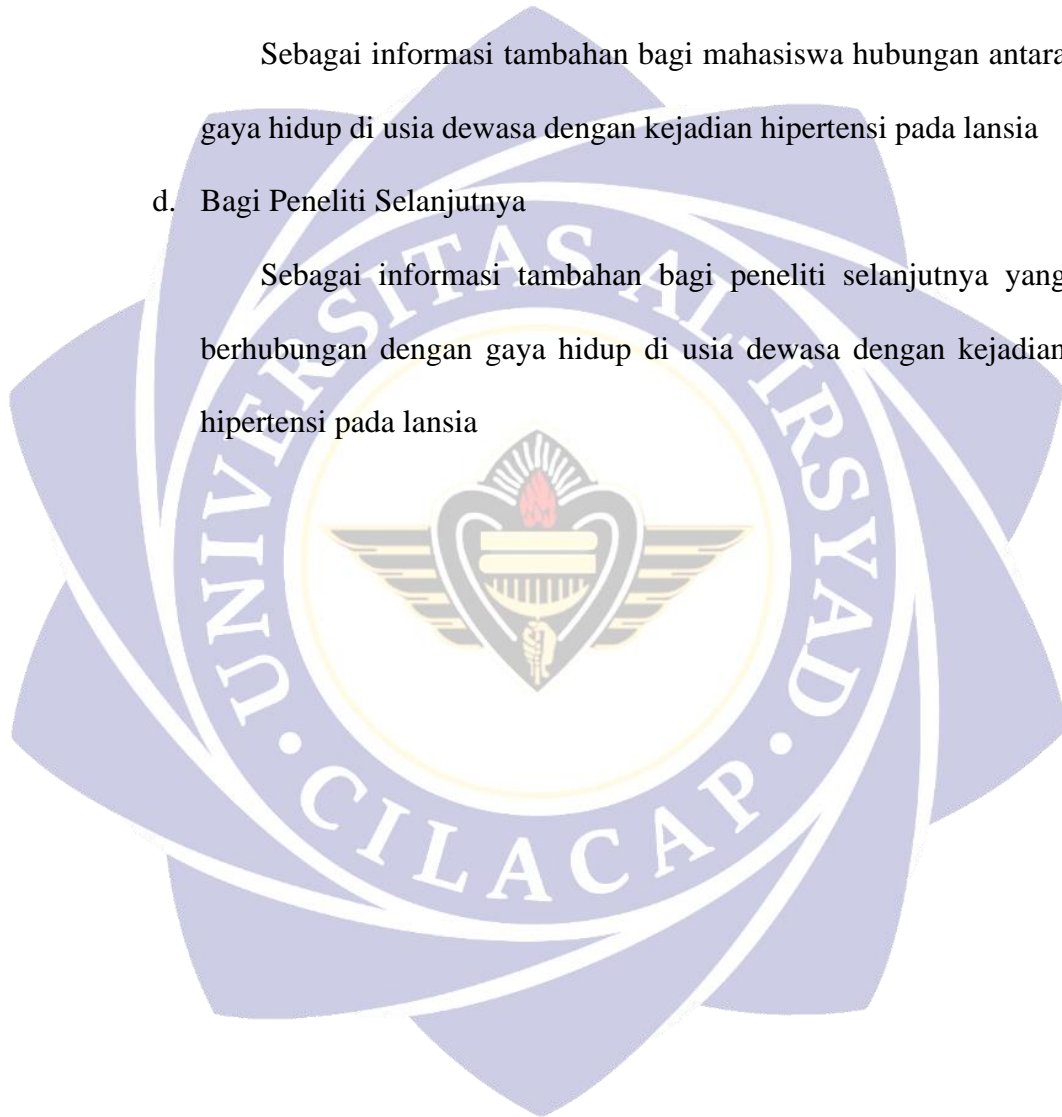 Sebagai informasi tambahan bagi mahasiswa hubungan antara
gaya hidup di usia dewasa dengan kejadian hipertensi pada lansia
d. Bagi Peneliti Selanjutnya
Sebagai informasi tambahan bagi peneliti selanjutnya yang
berhubungan dengan gaya hidup di usia dewasa dengan kejadian
hipertensi pada lansia
UNIVERSITAS AL-IRSYAD
• CILACAP •